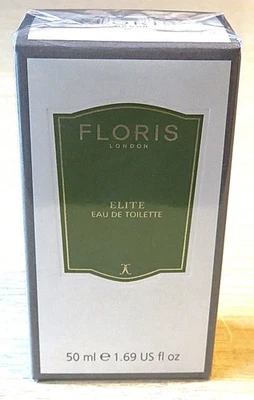 FLORIS
LONDON
ELITE
EAU DE TOILETTE
50 ml ℮ 1.69 US fl oz